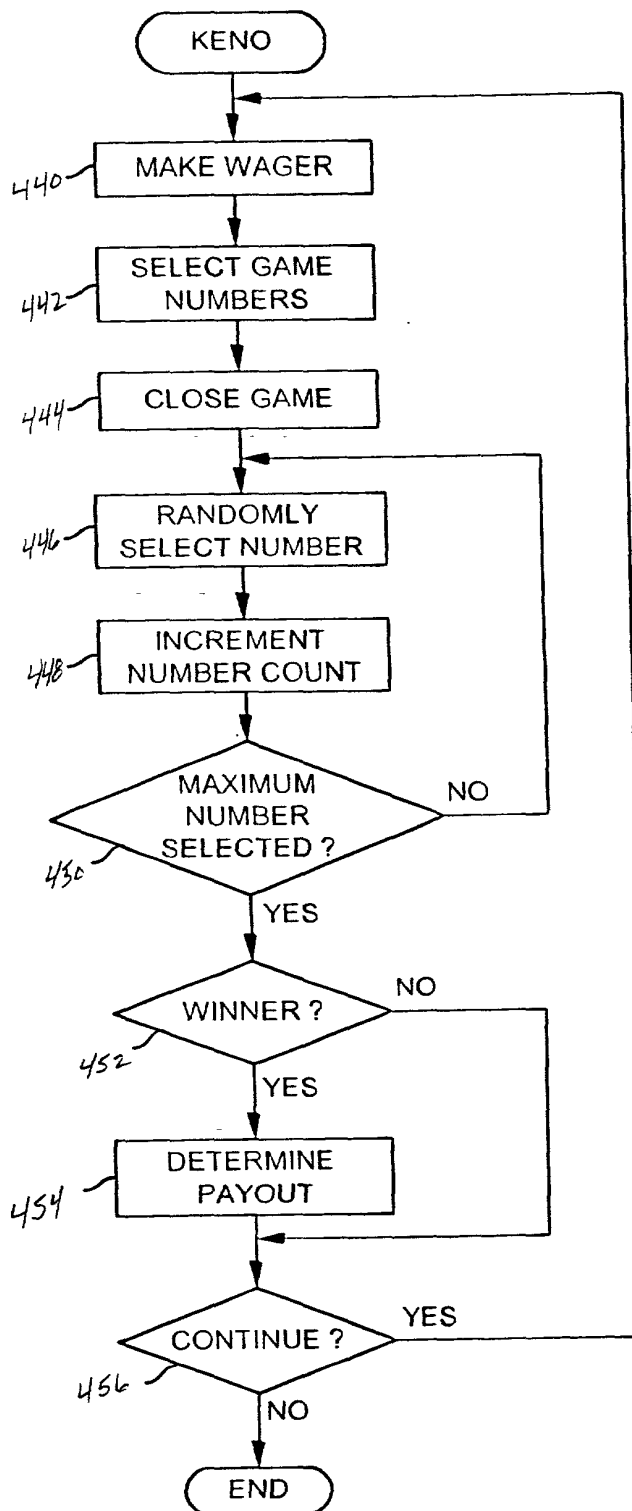 KENO
440
MAKE WAGER
442
SELECT GAME
NUMBERS
444
CLOSE GAME
446
RANDOMLY
SELECT NUMBER
448
INCREMENT
NUMBER COUNT
MAXIMUM
NUMBER
SELECTED ?
NO
450
YES
WINNER ?
NO
452
YES
454
DETERMINE
PAYOUT
CONTINUE ?
YES
456
NO
END